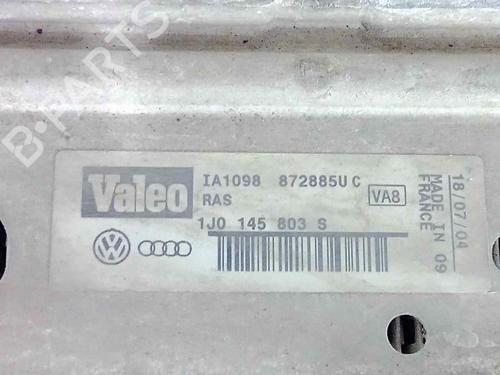 B-PARTS
Valeo
IA1098 872885U C
RAS
VA8
1J0 145 803 S
18/07/04
MADE IN 09
FRANCE